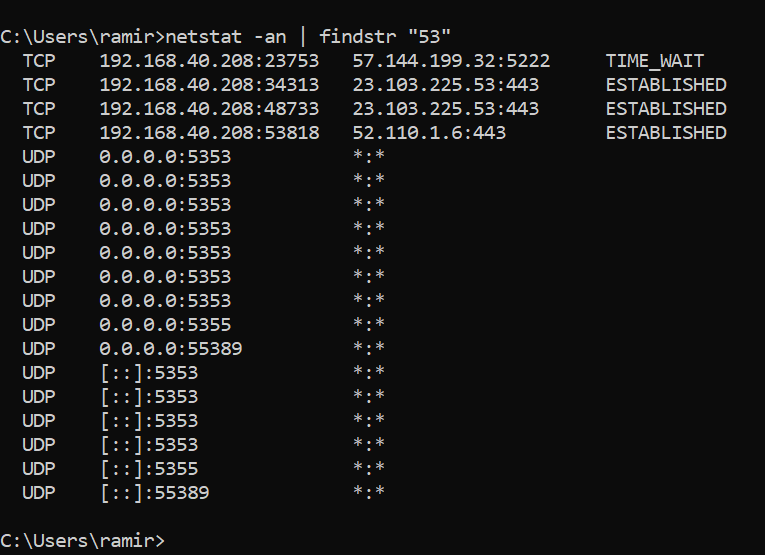 C:\Users\ramir>netstat -an | findstr "53"
TCP 192.168.40.208:23753 57.144.199.32:5222 TIME_WAIT
TCP 192.168.40.208:34313 23.103.225.53:443 ESTABLISHED
TCP 192.168.40.208:48733 23.103.225.53:443 ESTABLISHED
TCP 192.168.40.208:53818 52.110.1.6:443 ESTABLISHED
UDP 0.0.0.0:5353 *:*
UDP 0.0.0.0:5353 *:*
UDP 0.0.0.0:5353 *:*
UDP 0.0.0.0:5353 *:*
UDP 0.0.0.0:5353 *:*
UDP 0.0.0.0:5353 *:*
UDP 0.0.0.0:5353 *:*
UDP 0.0.0.0:5355 *:*
UDP 0.0.0.0:55389 *:*
UDP [::]:5353 *:*
UDP [::]:5353 *:*
UDP [::]:5353 *:*
UDP [::]:5353 *:*
UDP [::]:5355 *:*
UDP [::]:55389 *:*
C:\Users\ramir>